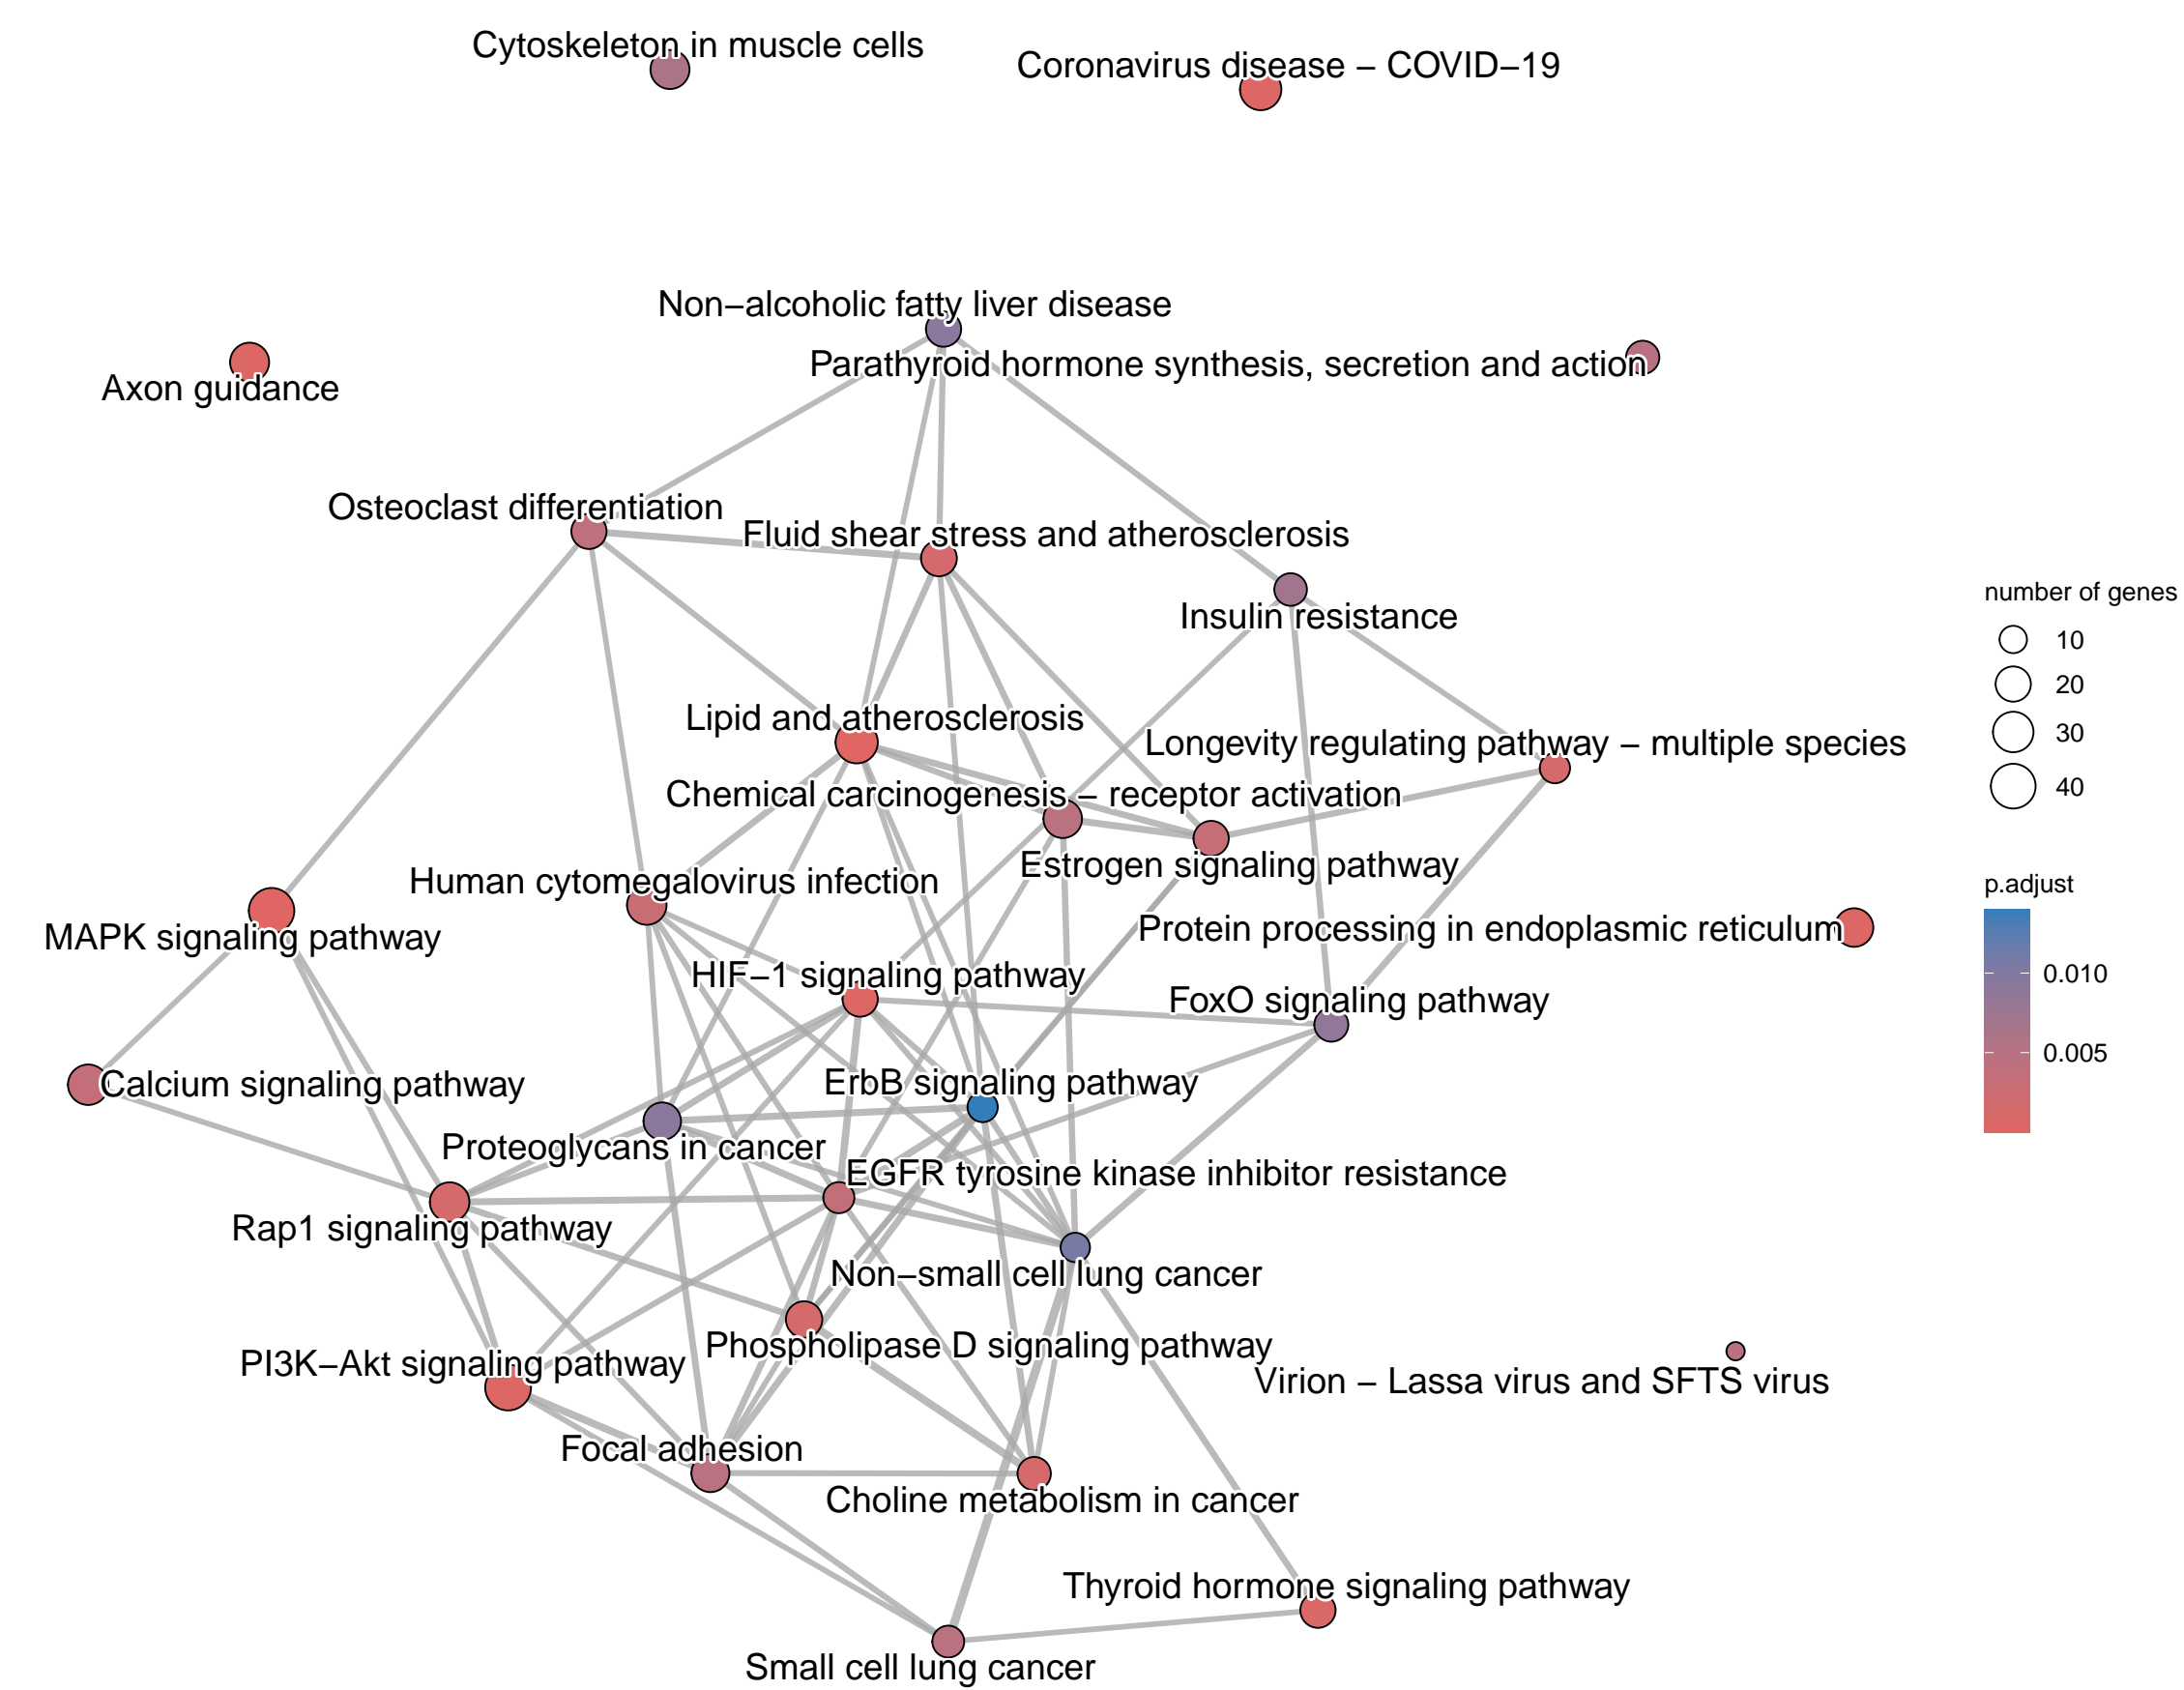 Cytoskeleton in muscle cells
Coronavirus disease − COVID−19
Non−alcoholic fatty liver disease
Parathyroid hormone synthesis, secretion and action
Axon guidance
Osteoclast differentiation
Fluid shear stress and atherosclerosis
number of genes
Insulin resistance
10
20
Lipid and atherosclerosis
30
Longevity regulating pathway − multiple species
40
Chemical carcinogenesis − receptor activation
Estrogen signaling pathway
Human cytomegalovirus infection
p.adjust
Protein processing in endoplasmic reticulum
MAPK signaling pathway
HIF−1 signaling pathway
0.010
FoxO signaling pathway
0.005
ErbB signaling pathway
Calcium signaling pathway
Proteoglycans in cancer
EGFR tyrosine kinase inhibitor resistance
Rap1 signaling pathway
Non−small cell lung cancer
Phospholipase D signaling pathway
PI3K−Akt signaling pathway
Virion − Lassa virus and SFTS virus
Focal adhesion
Choline metabolism in cancer
Thyroid hormone signaling pathway
Small cell lung cancer